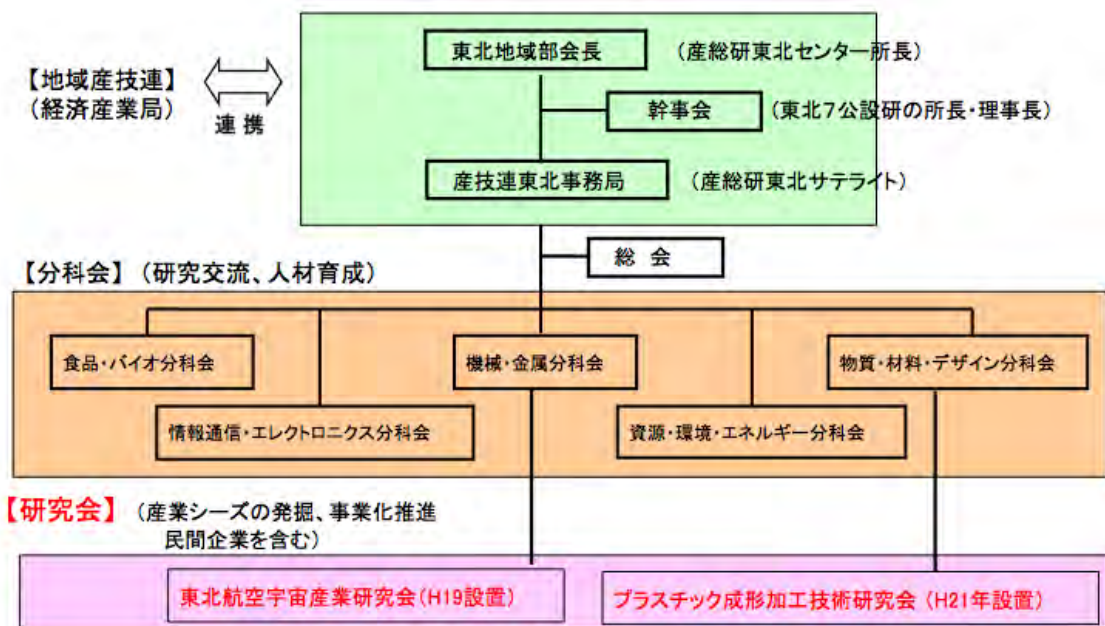 東北地域部会長 (産総研東北センター所長)
【地域産技連】
(経済産業局)
連携
幹事会 (東北7公設研の所長・理事長)
産技連東北事務局 (産総研東北サテライト)
総 会
【分科会】 (研究交流、人材育成)
食品・バイオ分科会
機械・金属分科会
物質・材料・デザイン分科会
情報通信・エレクトロニクス分科会
資源・環境・エネルギー分科会
【研究会】 (産業シーズの発掘、事業化推進
民間企業を含む)
東北航空宇宙産業研究会(H19設置)
プラスチック成形加工技術研究会 (H21年設置)